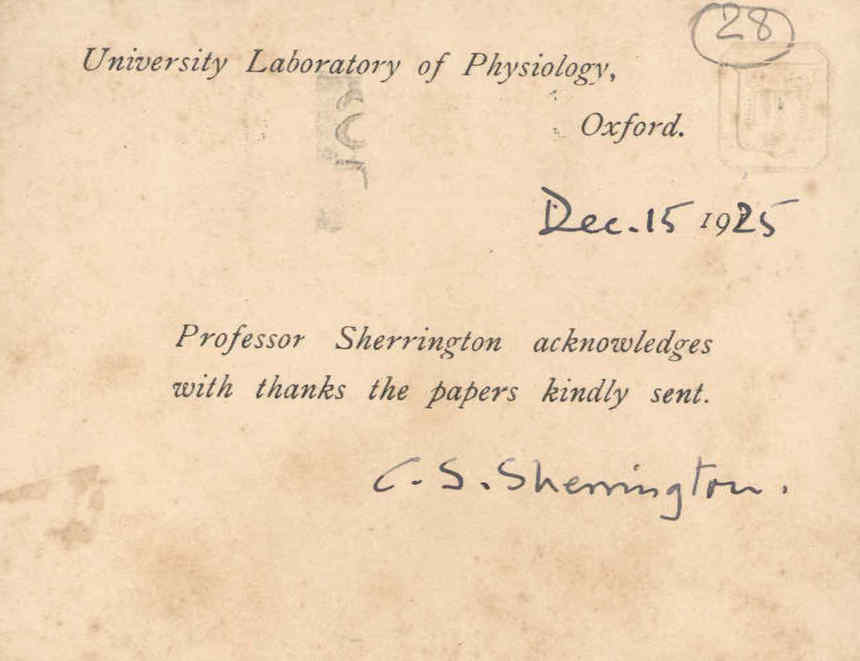 28
University Laboratory of Physiology,
Oxford.
Dec. 15 1925
Professor Sherrington acknowledges
with thanks the papers kindly sent.
C. S. Sherrington.